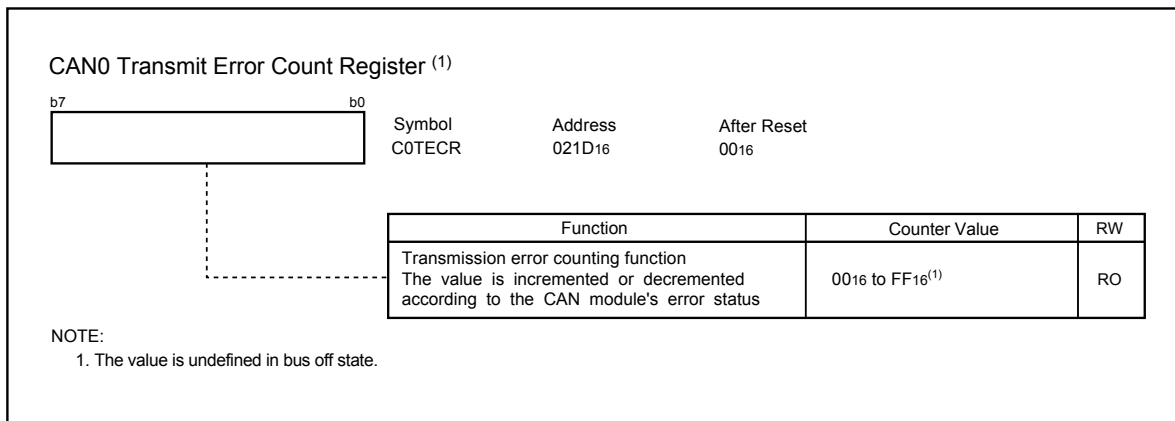 CAN0 Transmit Error Count Register (1)
b7 b0
Symbol Address After Reset
C0TECR 021D16 0016
Function Counter Value RW
Transmission error counting function
The value is incremented or decremented
according to the CAN module's error status
0016 to FF16(1)
RO
NOTE:
1. The value is undefined in bus off state.